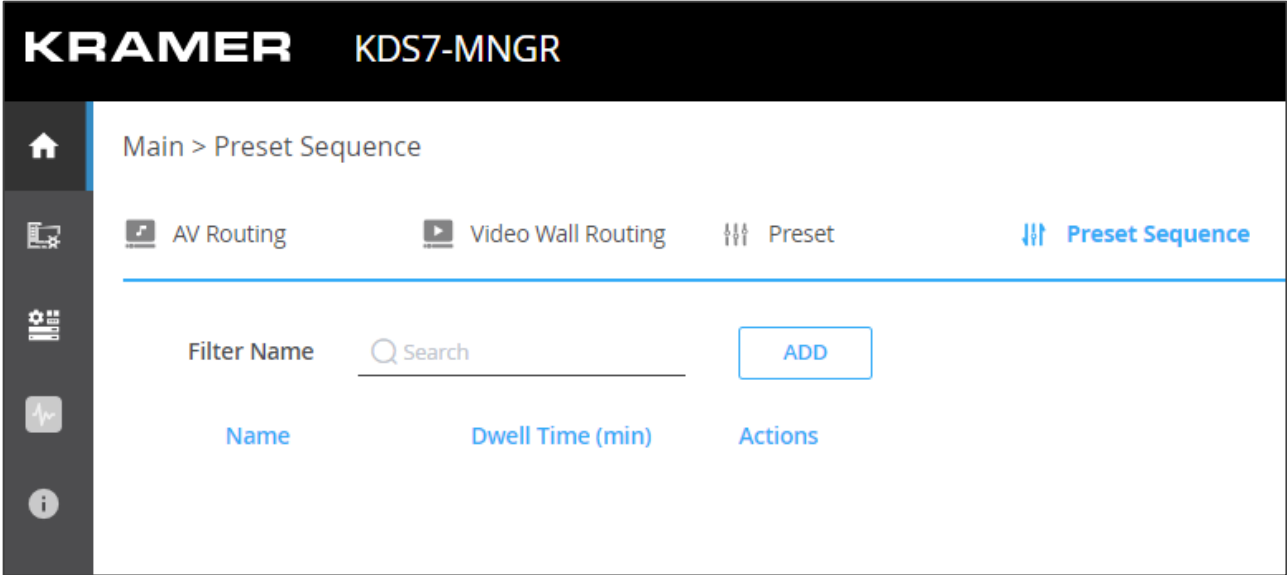 KRAMER KDS7-MNGR
Main > Preset Sequence
AV Routing Video Wall Routing Preset Preset Sequence
Filter Name Search ADD
Name Dwell Time (min) Actions